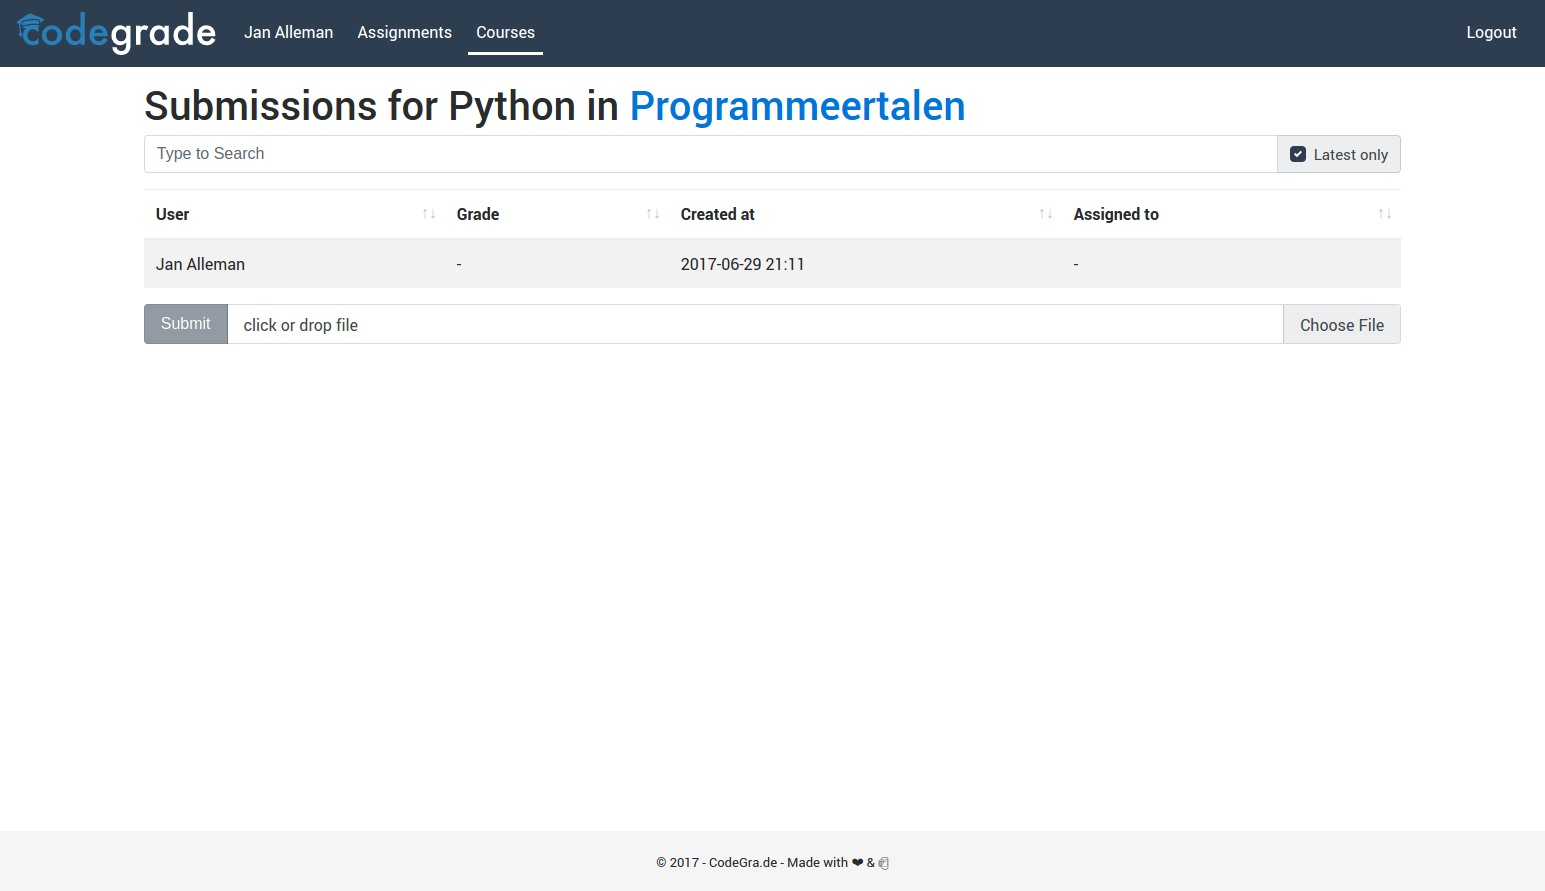 codegrade Jan Alleman Assignments Courses Logout
Submissions for Python in Programmeertalen
Type to Search Latest only
User ↑↓ Grade ↑↓ Created at ↑↓ Assigned to ↑↓
Jan Alleman - 2017-06-29 21:11 -
Submit click or drop file Choose File
© 2017 - CodeGra.de - Made with ❤ & 🍺